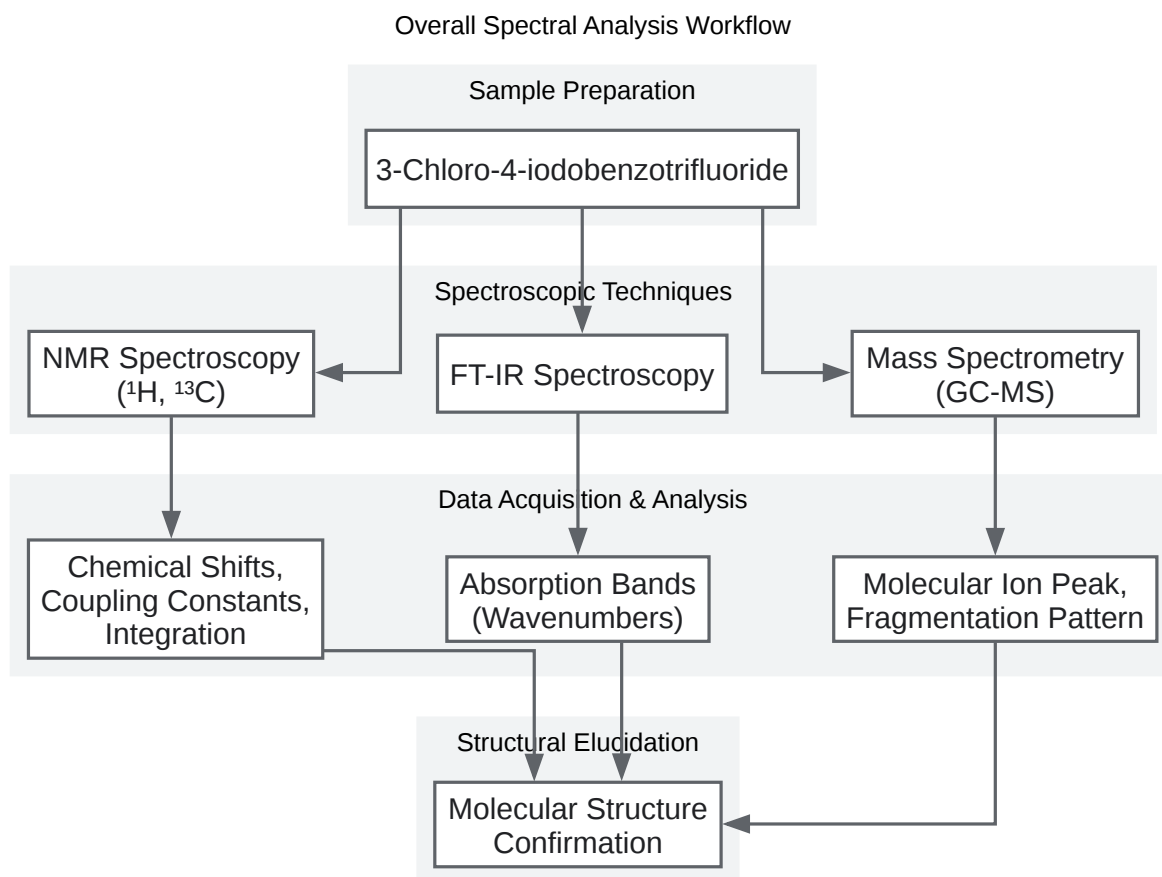 Overall Spectral Analysis Workflow
Sample Preparation
3-Chloro-4-iodobenzotrifluoride
Spectroscopic Techniques
NMR Spectroscopy
(¹H, ¹³C)
FT-IR Spectroscopy
Mass Spectrometry
(GC-MS)
Data Acquisition & Analysis
Chemical Shifts,
Coupling Constants,
Integration
Absorption Bands
(Wavenumbers)
Molecular Ion Peak,
Fragmentation Pattern
Structural Elucidation
Molecular Structure
Confirmation